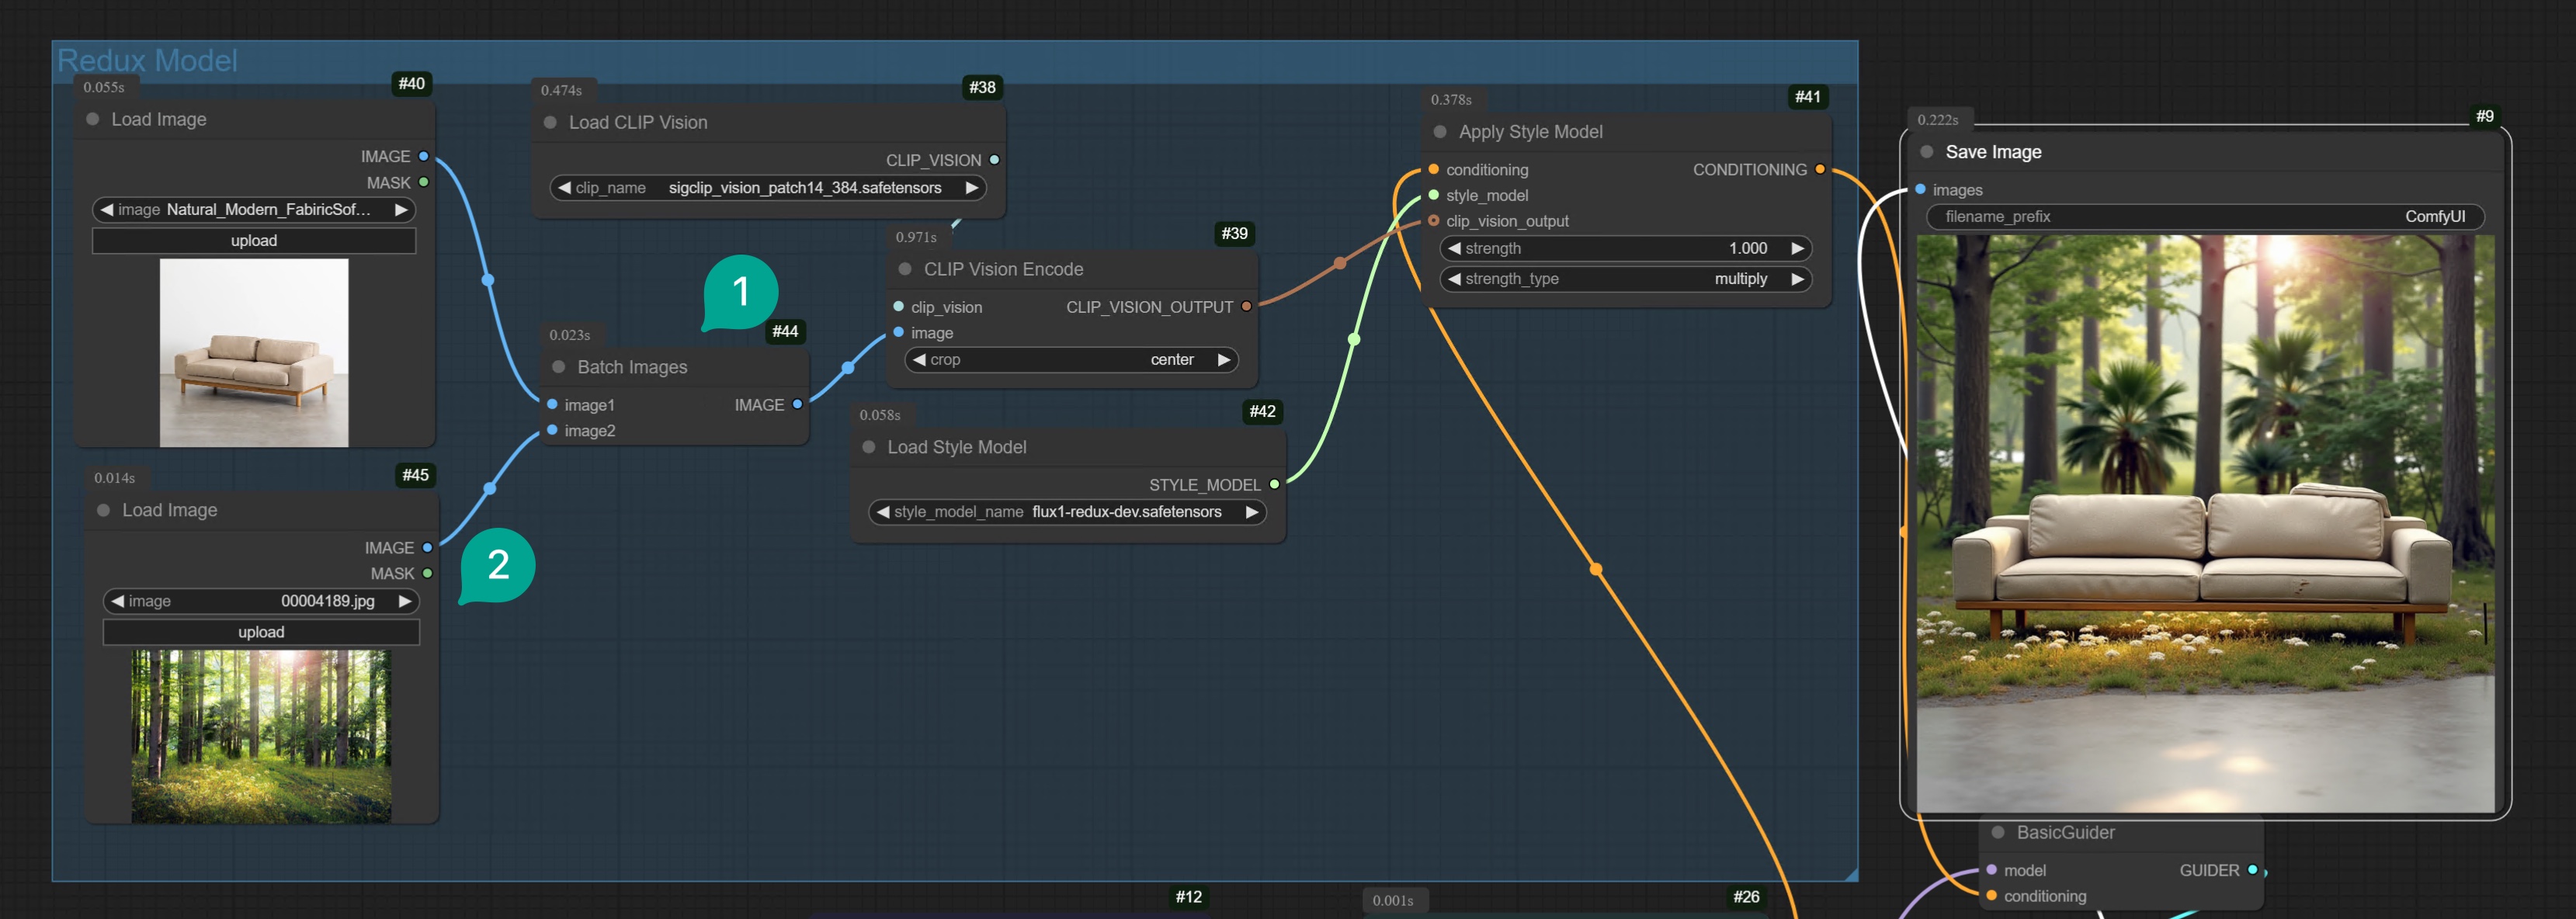 Redux Model
0.055s
#40
Load Image
IMAGE
MASK
image Natural_Modern_FabiricSof...
upload
0.014s
#45
Load Image
IMAGE
MASK
image 00004189.jpg
upload
2
0.474s
#38
Load CLIP Vision
CLIP_VISION
clip_name sigclip_vision_patch14_384.safetensors
1
0.023s
#44
Batch Images
image1 IMAGE
image2
0.971s
#39
CLIP Vision Encode
clip_vision CLIP_VISION_OUTPUT
image
crop center
0.058s
#42
Load Style Model
STYLE_MODEL
style_model_name flux1-redux-dev.safetensors
0.378s
#41
Apply Style Model
conditioning CONDITIONING
style_model
clip_vision_output
strength 1.000
strength_type multiply
0.222s
#9
Save Image
images
filename_prefix ComfyUI
BasicGuider
model GUIDER
conditioning
#12
0.001s
#26